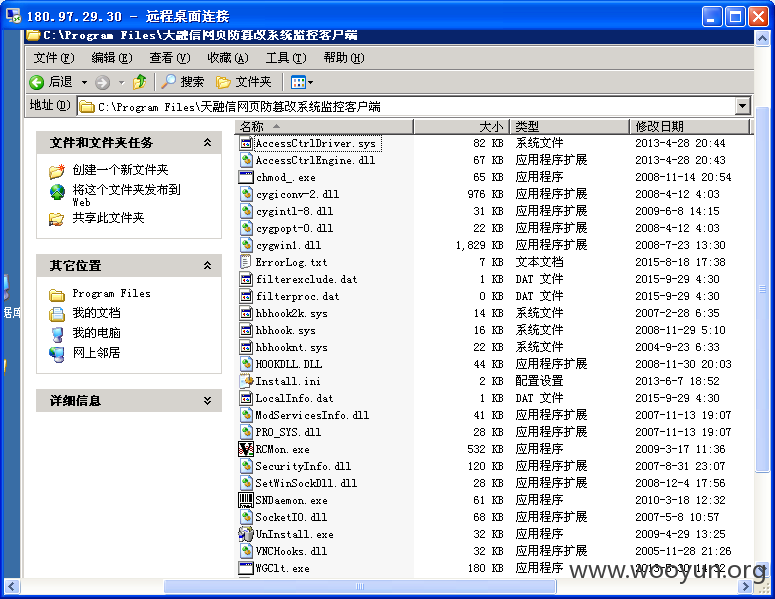 180.97.29.30 - 远程桌面连接
C:\Program Files\天融信网页防篡改系统监控客户端
文件(F) 编辑(E) 查看(V) 收藏(A) 工具(T) 帮助(H)
后退 搜索 文件夹
地址(D) C:\Program Files\天融信网页防篡改系统监控客户端
文件和文件夹任务
创建一个新文件夹
将这个文件夹发布到
Web
共享此文件夹
其它位置
Program Files
我的文档
我的电脑
网上邻居
详细信息
据库
名称 大小 类型 修改日期
AccessCtrlDriver.sys 82 KB 系统文件 2013-4-28 20:44
AccessCtrlEngine.dll 67 KB 应用程序扩展 2013-4-28 20:43
chmod_.exe 65 KB 应用程序 2008-11-14 20:54
cygiconv-2.dll 976 KB 应用程序扩展 2008-4-12 4:03
cygintl-8.dll 31 KB 应用程序扩展 2009-6-8 14:15
cygpopt-0.dll 22 KB 应用程序扩展 2008-4-12 4:03
cygwin1.dll 1,829 KB 应用程序扩展 2008-7-23 13:30
ErrorLog.txt 7 KB 文本文档 2015-8-18 17:38
filterexclude.dat 1 KB DAT 文件 2015-9-29 4:30
filterproc.dat 0 KB DAT 文件 2015-9-29 4:30
hbhook2k.sys 14 KB 系统文件 2007-2-28 6:35
hbhook.sys 16 KB 系统文件 2008-11-29 5:10
hbhooknt.sys 22 KB 系统文件 2004-9-23 6:33
HOOKDLL.DLL 44 KB 应用程序扩展 2008-11-30 20:03
Install.ini 2 KB 配置设置 2013-6-7 18:52
LocalInfo.dat 1 KB DAT 文件 2015-9-29 4:30
ModServicesInfo.dll 41 KB 应用程序扩展 2007-11-13 19:07
PRO_SYS.dll 28 KB 应用程序扩展 2007-11-13 19:07
RCMon.exe 532 KB 应用程序 2009-3-17 11:36
SecurityInfo.dll 120 KB 应用程序扩展 2007-8-31 23:07
SetWinSockDll.dll 28 KB 应用程序扩展 2008-12-4 17:56
SNDaemon.exe 61 KB 应用程序 2010-3-18 12:32
SocketIO.dll 68 KB 应用程序扩展 2007-5-8 10:57
UnInstall.exe 32 KB 应用程序 2009-4-29 13:25
VNCHooks.dll 32 KB 应用程序扩展 2005-11-28 21:26
WGClt.exe 180 KB 应用程序 2013-5-30 14:32
www.wooyun.org